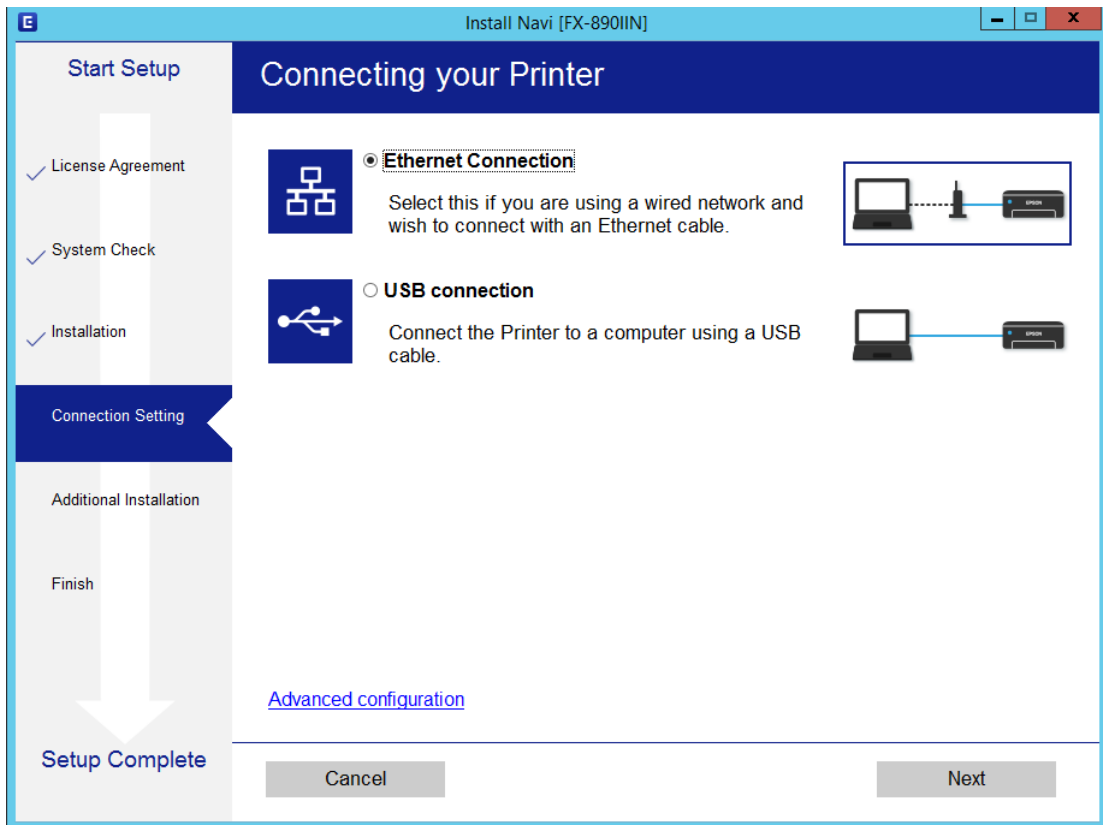 Install Navi [FX-890IIN]
Start Setup
License Agreement
System Check
Installation
Connection Setting
Additional Installation
Finish
Setup Complete
Connecting your Printer
Ethernet Connection
Select this if you are using a wired network and
wish to connect with an Ethernet cable.
EPSON
USB connection
Connect the Printer to a computer using a USB
cable.
EPSON
Advanced configuration
Cancel
Next